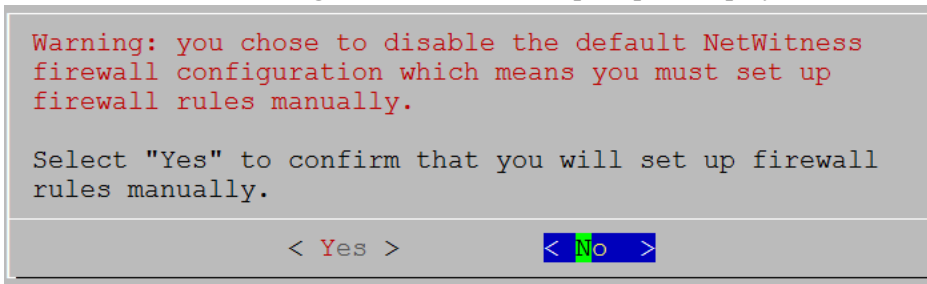 Warning: you chose to disable the default NetWitness
firewall configuration which means you must set up
firewall rules manually.
Select "Yes" to confirm that you will set up firewall
rules manually.
< Yes > < No >